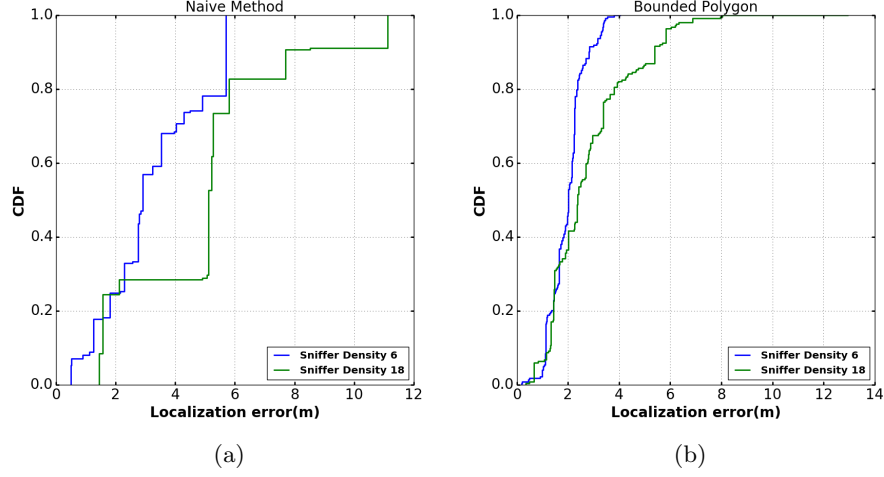 Naive Method
1.0
0.8
0.6
0.4
0.2
0.0
CDF
0 2 4 6 8 10 12
Localization error(m)
Sniffer Density 6
Sniffer Density 18
(a)
Bounded Polygon
1.0
0.8
0.6
0.4
0.2
0.0
CDF
0 2 4 6 8 10 12 14
Localization error(m)
Sniffer Density 6
Sniffer Density 18
(b)